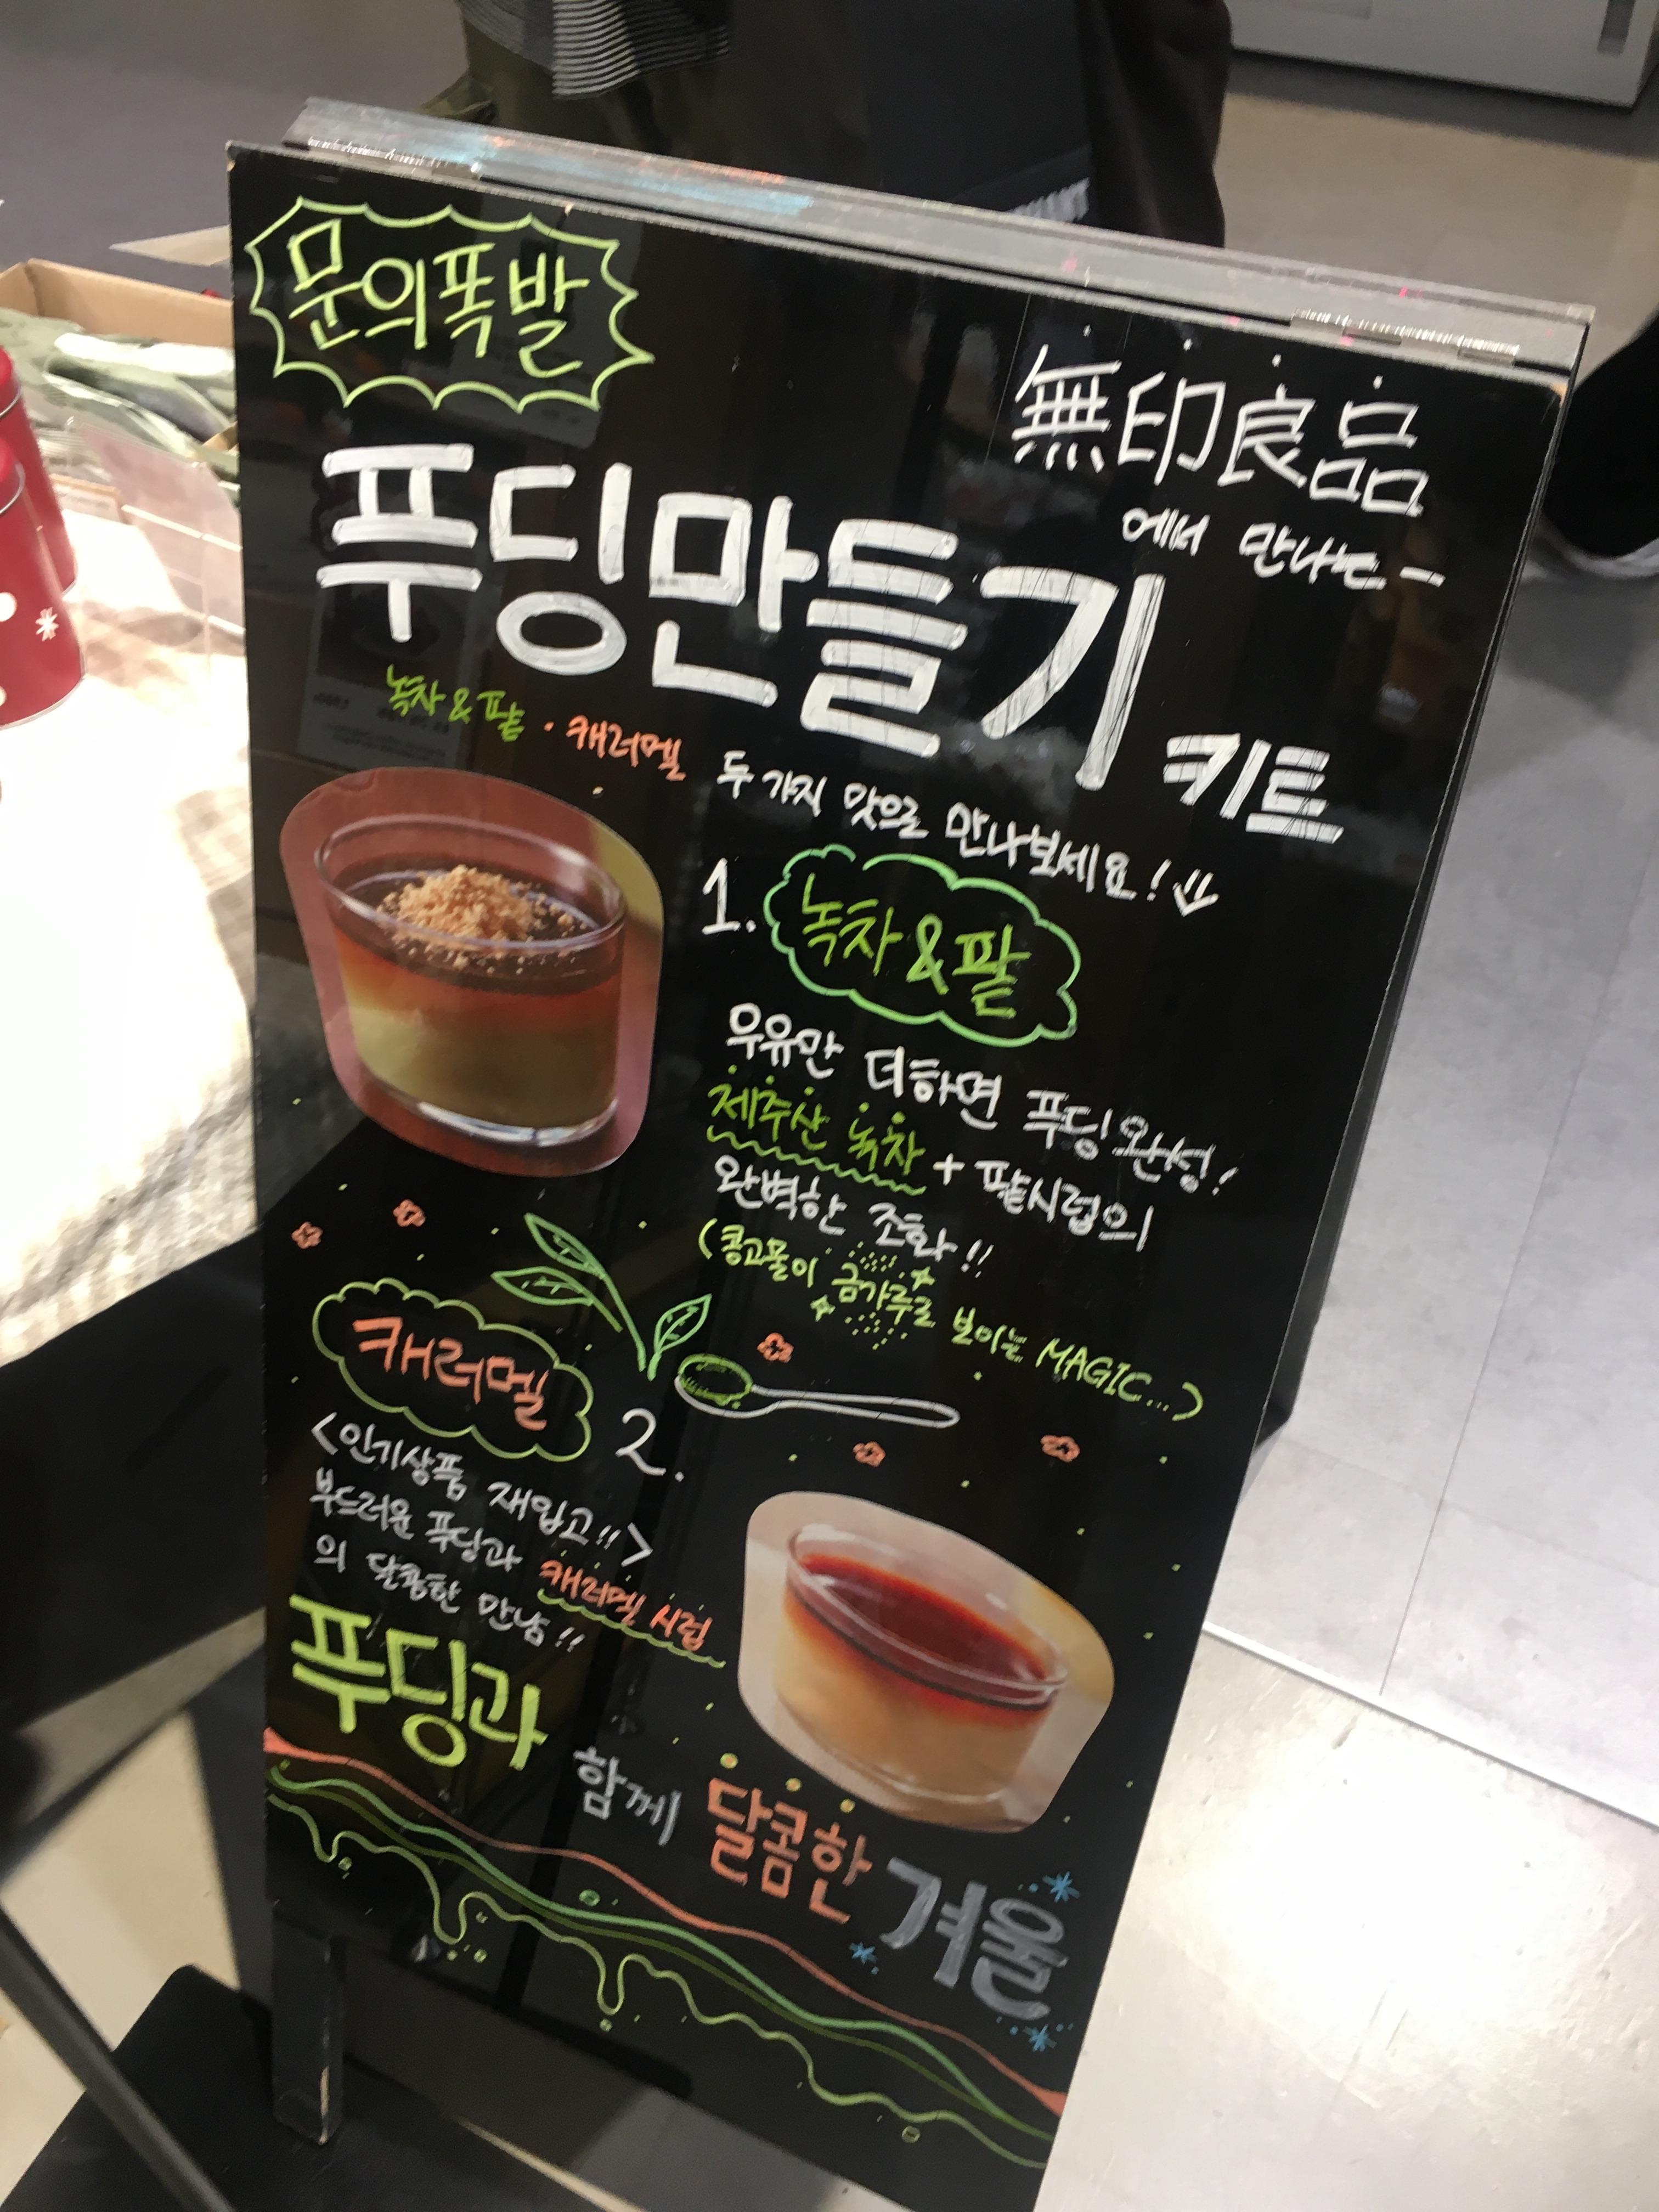 문의폭발
無印良品
에서 만나는-
푸딩만들기 키트
녹차&팥 · 캐러멜 두 가지 맛으로 만나보세요!
1. 녹차&팥
우유만 더하면 푸딩완성!
제주산 녹차 + 팥시럽의
완벽한 조화!!
(콩고물이 금가루로 보이는 MAGIC...)
캐러멜 2.
<인기상품 재입고!!>
부드러운 푸딩과 캐러멜 시럽
의 달콤한 만남!!
푸딩과
함께 달콤한 겨울